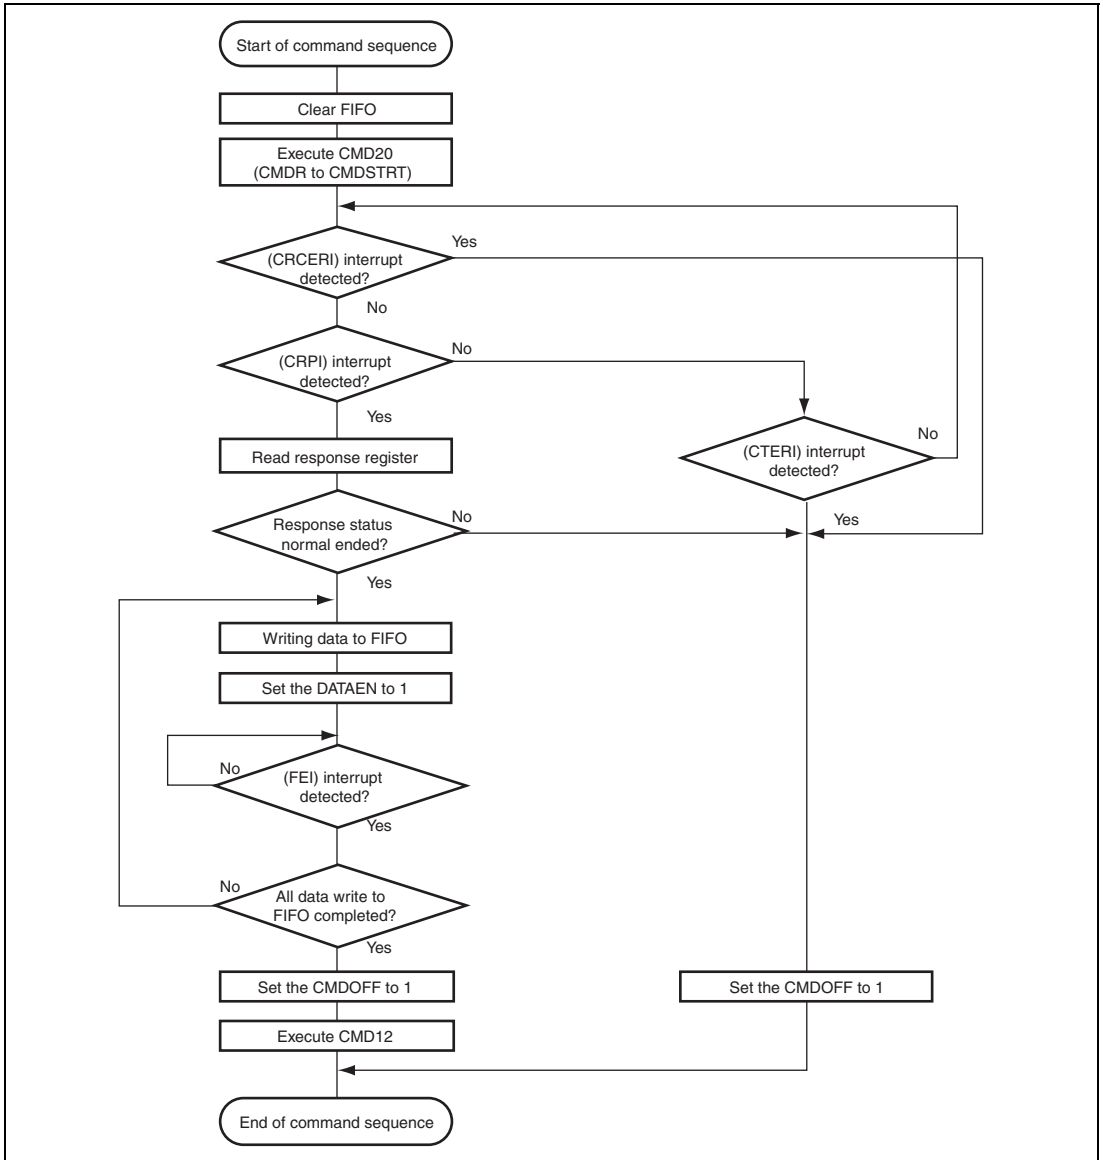 Start of command sequence
Clear FIFO
Execute CMD20
(CMDR to CMDSTRT)
Yes
(CRCERI) interrupt
detected?
No
No
(CRPI) interrupt
detected?
Yes
No
(CTERI) interrupt
detected?
Read response register
No
Response status
normal ended?
Yes
Yes
Writing data to FIFO
Set the DATAEN to 1
No
(FEI) interrupt
detected?
Yes
No
All data write to
FIFO completed?
Yes
Set the CMDOFF to 1
Set the CMDOFF to 1
Execute CMD12
End of command sequence